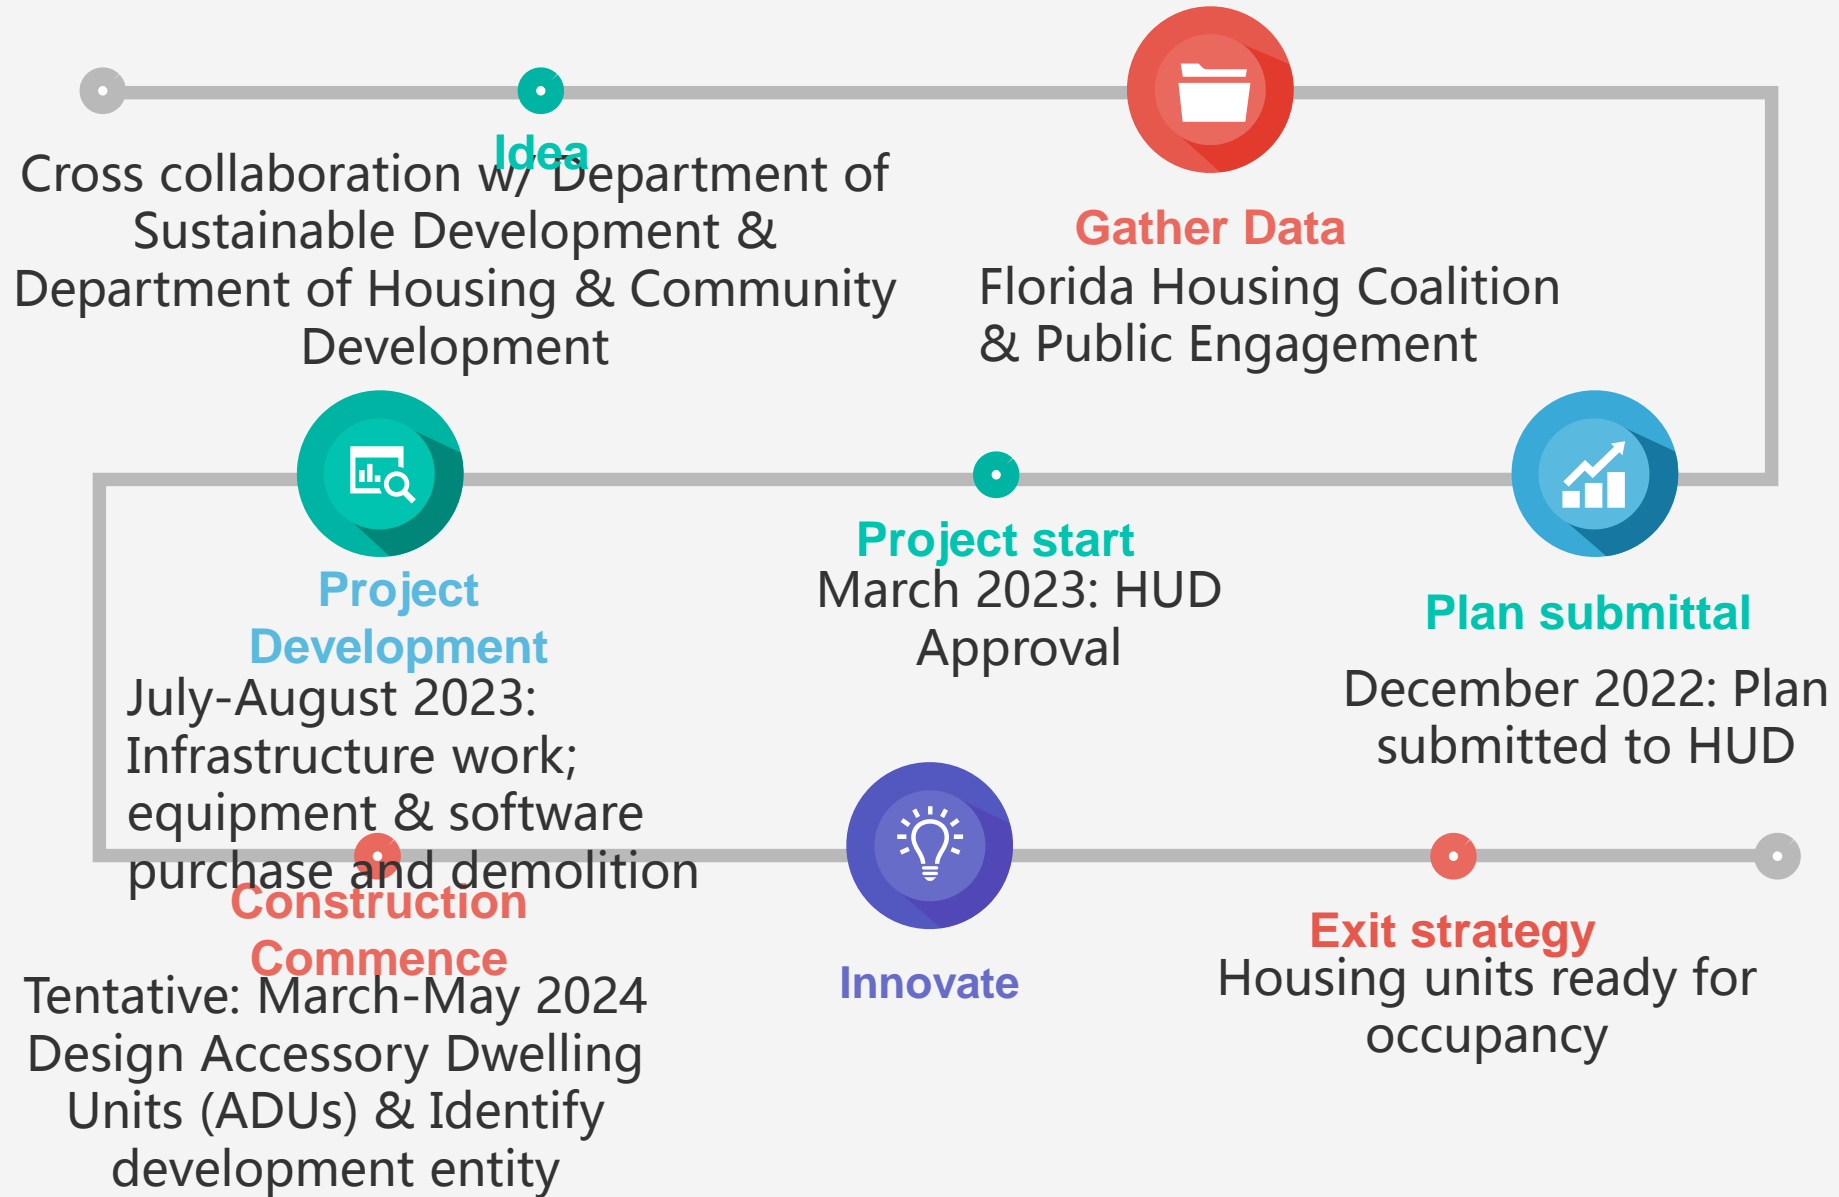 Idea
Cross collaboration w/ Department of
Sustainable Development &
Department of Housing & Community
Development
Gather Data
Florida Housing Coalition
& Public Engagement
Plan submittal
December 2022: Plan
submitted to HUD
Project start
March 2023: HUD
Approval
Project
Development
July-August 2023:
Infrastructure work;
equipment & software
purchase and demolition
Construction
Commence
Tentative: March-May 2024
Design Accessory Dwelling
Units (ADUs) & Identify
development entity
Innovate
Exit strategy
Housing units ready for
occupancy